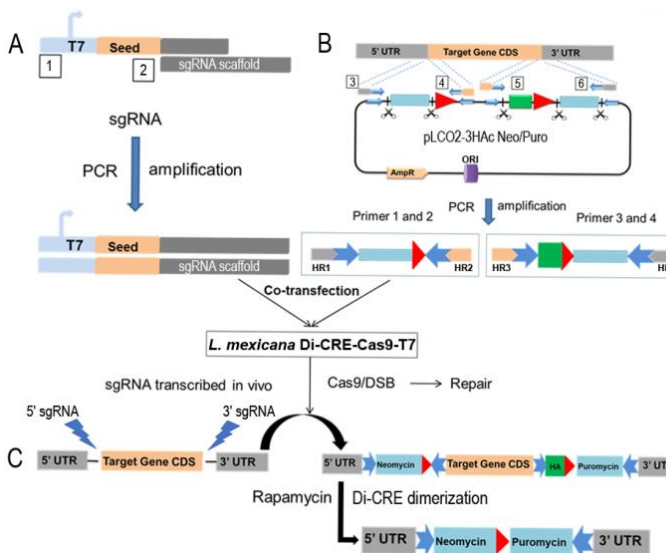 A
T7 Seed
sgRNA scaffold
1 2
sgRNA
PCR amplification
T7 Seed
sgRNA scaffold
B
5' UTR Target Gene CDS 3' UTR
3 4 5 6
pLCO2-3HAc Neo/Puro
AmpR
ORI
PCR amplification
Primer 1 and 2 Primer 3 and 4
HR1 HR2 HR3
Co-transfection
L. mexicana Di-CRE-Cas9-T7
sgRNA transcribed in vivo
Cas9/DSB Repair
5' sgRNA 3' sgRNA
C
5' UTR Target Gene CDS 3' UTR
5' UTR Neomycin Target Gene CDS HA Puromycin 3' UT
Rapamycin Di-CRE dimerization
5' UTR Neomycin Puromycin 3' UTR